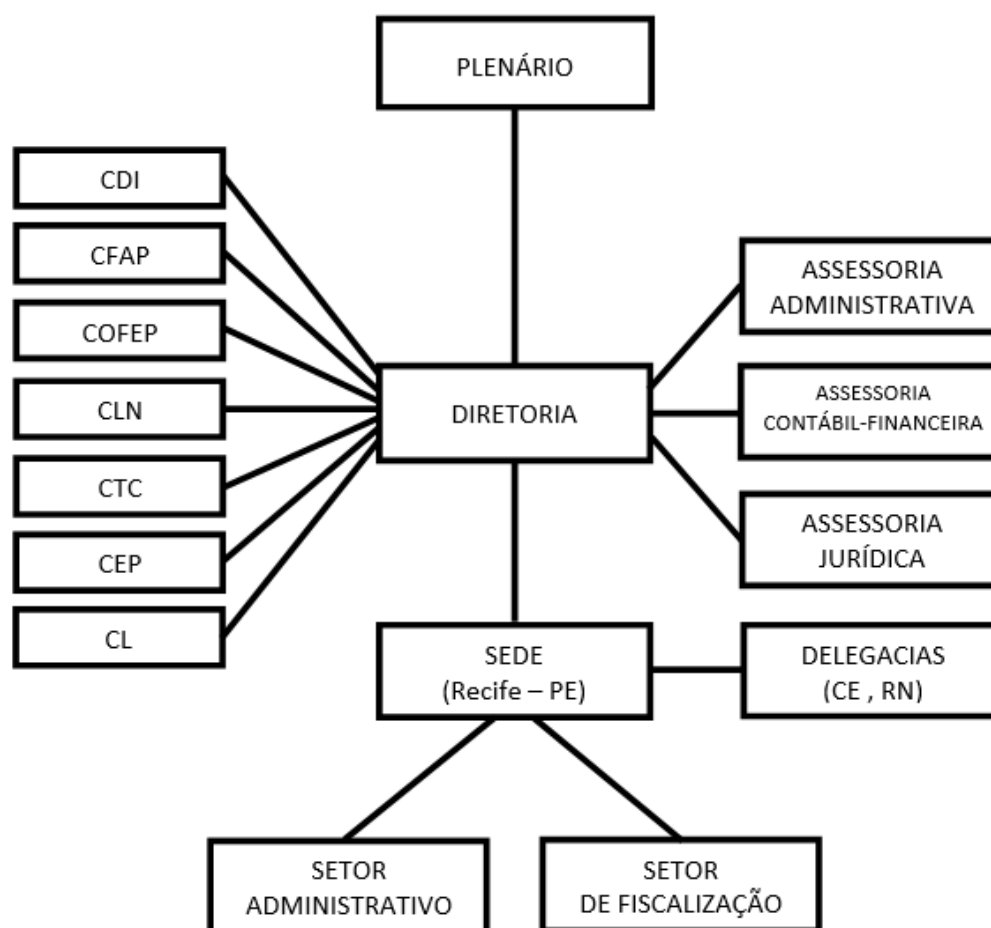 PLENÁRIO
CDI
CFAP
COFEP
CLN
CTC
CEP
CL
DIRETORIA
ASSESSORIA
ADMINISTRATIVA
ASSESSORIA
CONTÁBIL-FINANCEIRA
ASSESSORIA
JURÍDICA
SEDE
(Recife – PE)
DELEGACIAS
(CE , RN)
SETOR
ADMINISTRATIVO
SETOR
DE FISCALIZAÇÃO